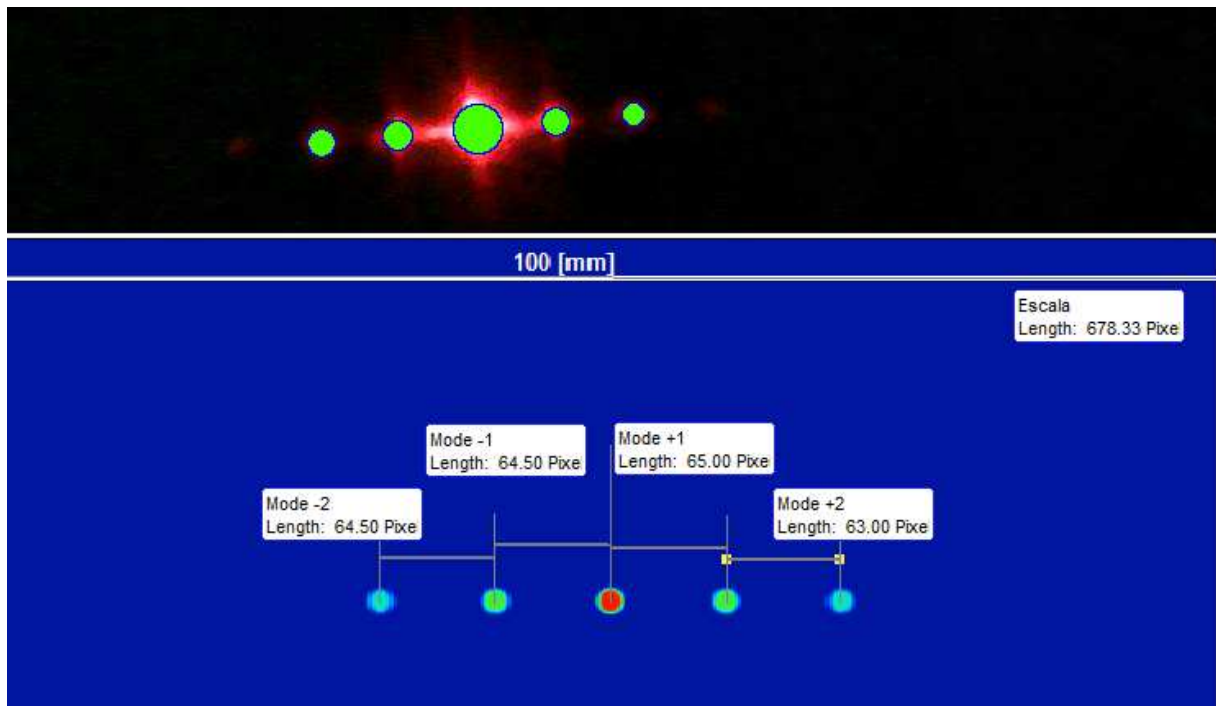 100 [mm]
Escala
Length: 678.33 Pixe
Mode -1
Length: 64.50 Pixe
Mode +1
Length: 65.00 Pixe
Mode -2
Length: 64.50 Pixe
Mode +2
Length: 63.00 Pixe